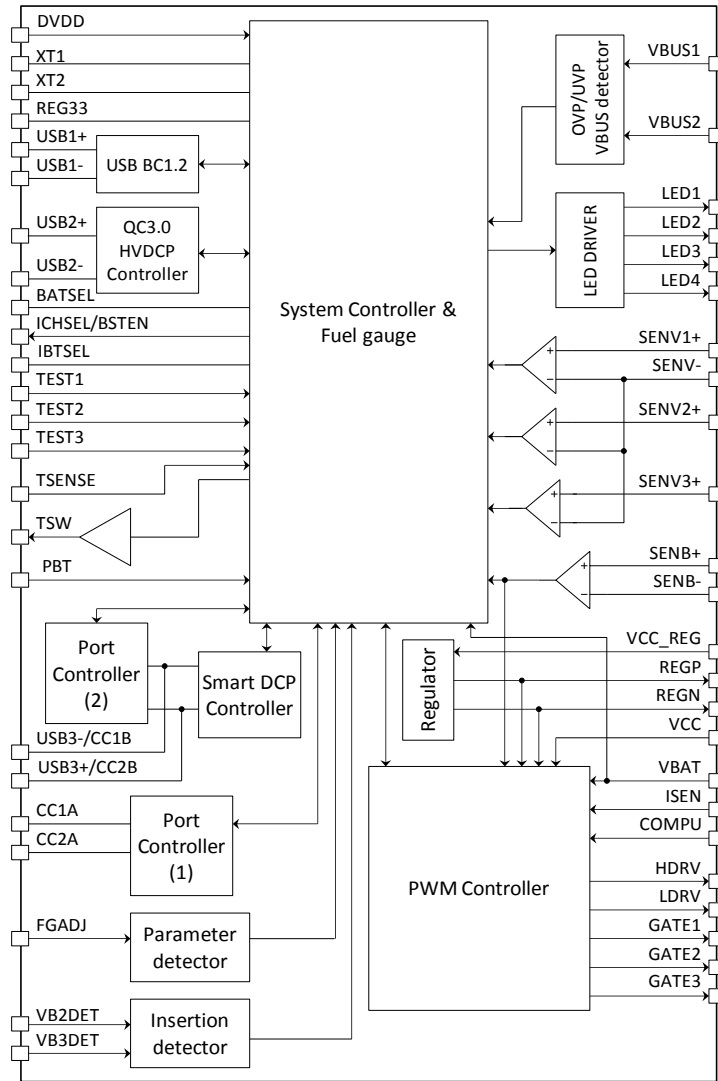 DVDD
XT1
XT2
REG33
USB1+
USB1-
USB BC1.2
USB2+
USB2-
QC3.0
HVDCP
Controller
BATSEL
ICHSEL/BSTEN
IBTSEL
TEST1
TEST2
TEST3
TSENSE
TSW
PBT
System Controller &
Fuel gauge
OVP/UVP
VBUS detector
VBUS1
VBUS2
LED DRIVER
LED1
LED2
LED3
LED4
SENV1+
SENV-
SENV2+
SENV3+
SENB+
SENB-
+
−
+
−
+
−
+
−
Port
Controller
(2)
Smart DCP
Controller
USB3-/CC1B
USB3+/CC2B
CC1A
CC2A
Port
Controller
(1)
FGADJ
Parameter
detector
VB2DET
VB3DET
Insertion
detector
Regulator
VCC_REG
REGP
REGN
VCC
VBAT
ISEN
COMPU
PWM Controller
HDRV
LDRV
GATE1
GATE2
GATE3